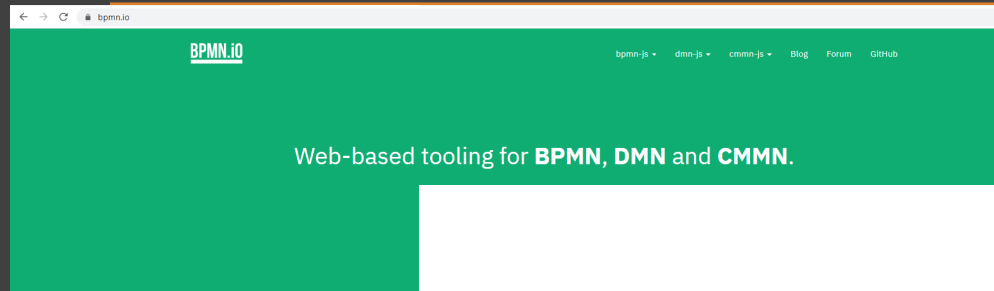 bpmn.io
BPMN.iO
bpmn-js dmn-js cmmn-js Blog Forum GitHub
Web-based tooling for BPMN, DMN and CMMN.